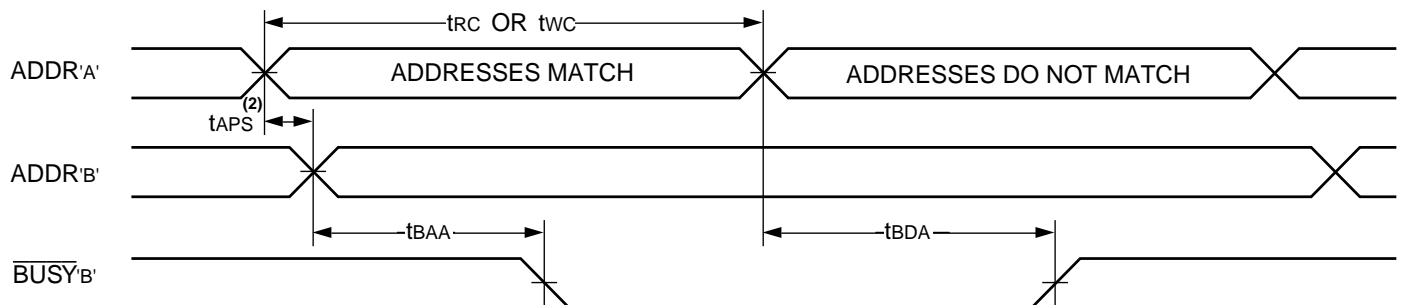 tRC OR tWC
ADDR'A'
ADDRESSES MATCH
ADDRESSES DO NOT MATCH
(2)
tAPS
ADDR'B'
tBAA
tBDA
BUSY'B'